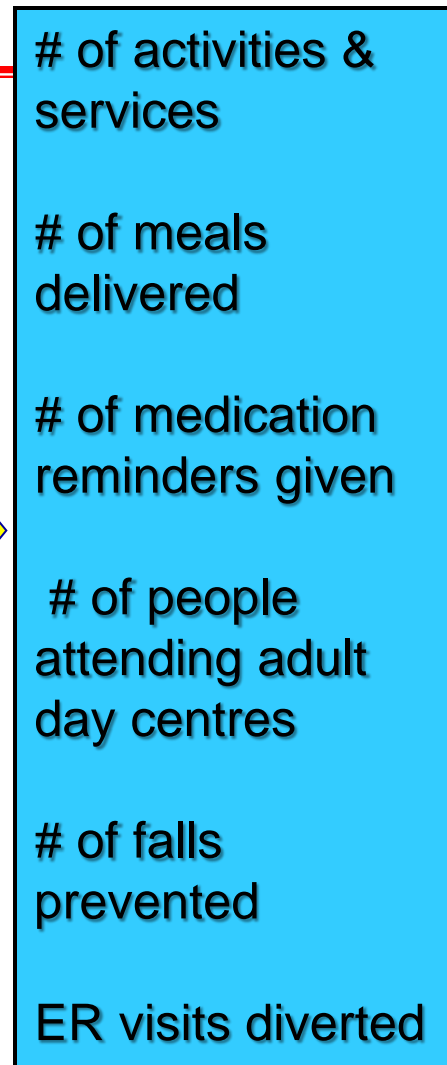 # of activities &
services
# of meals
delivered
# of medication
reminders given
# of people
attending adult
day centres
# of falls
prevented
ER visits diverted